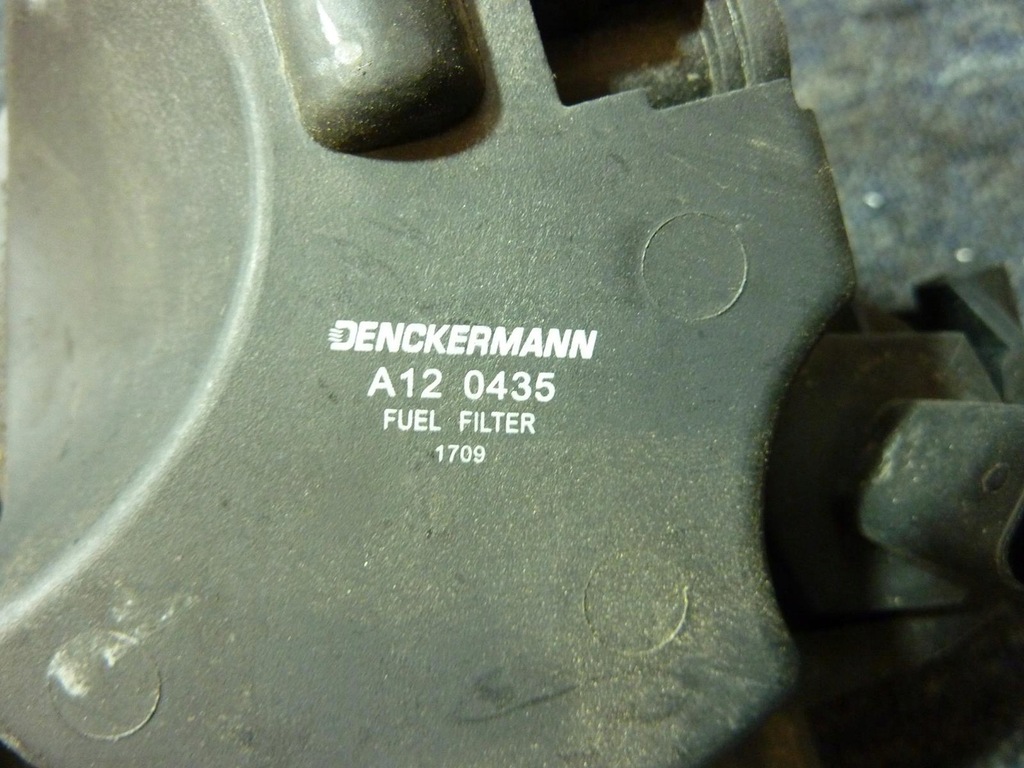 DENCKERMANN
A12 0435
FUEL FILTER
1709